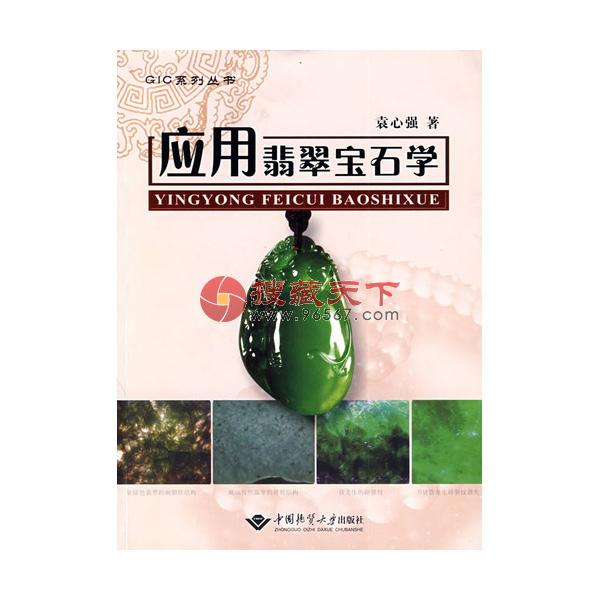 GIC系列丛书
袁心强 著
应用翡翠宝石学
YINGYONG FEICUI BAOSHIXUE
搜藏天下
www.96567.com
中国地质大学出版社
ZHONGGUO DIZHI DAXUE CHUBANSHE